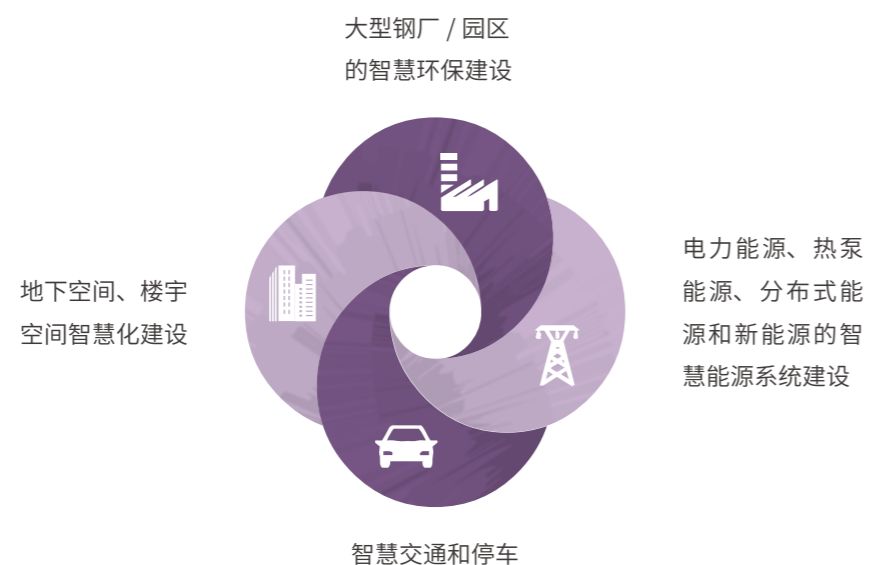 大型钢厂 / 园区
的智慧环保建设
电力能源、热泵
能源、分布式能
源和新能源的智
慧能源系统建设
地下空间、楼宇
空间智慧化建设
智慧交通和停车